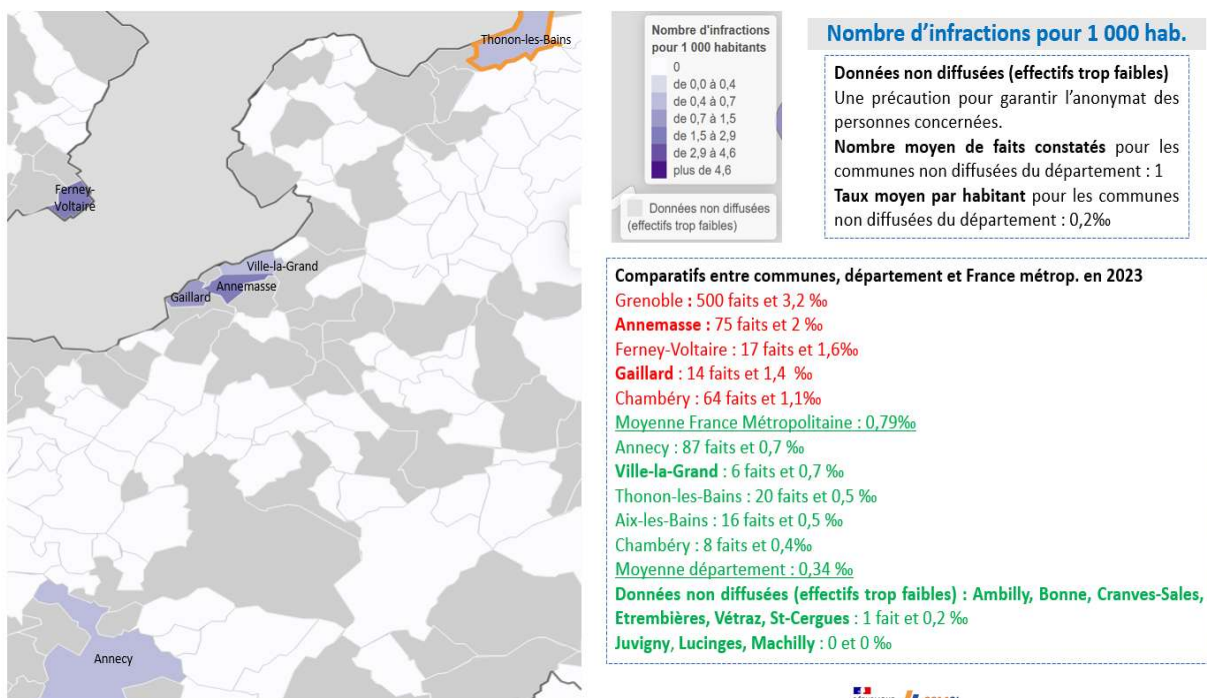 Thonon-les-Bains
Ferney-
Voltaire
Ville-la-Grand
Annemasse
Gaillard
Annecy
Nombre d'infractions
pour 1 000 habitants
0
de 0,0 à 0,4
de 0,4 à 0,7
de 0,7 à 1,5
de 1,5 à 2,9
de 2,9 à 4,6
plus de 4,6
Données non diffusées
(effectifs trop faibles)
Nombre d’infractions pour 1 000 hab.
Données non diffusées (effectifs trop faibles)
Une précaution pour garantir l’anonymat des
personnes concernées.
Nombre moyen de faits constatés pour les
communes non diffusées du département : 1
Taux moyen par habitant pour les communes
non diffusées du département : 0,2‰
Comparatifs entre communes, département et France métrop. en 2023
Grenoble : 500 faits et 3,2 ‰
Annemasse : 75 faits et 2 ‰
Ferney-Voltaire : 17 faits et 1,6‰
Gaillard : 14 faits et 1,4 ‰
Chambéry : 64 faits et 1,1‰
Moyenne France Métropolitaine : 0,79‰
Annecy : 87 faits et 0,7 ‰
Ville-la-Grand : 6 faits et 0,7 ‰
Thonon-les-Bains : 20 faits et 0,5 ‰
Aix-les-Bains : 16 faits et 0,5 ‰
Chambéry : 8 faits et 0,4‰
Moyenne département : 0,34 ‰
Données non diffusées (effectifs trop faibles) : Ambilly, Bonne, Cranves-Sales,
Etrembières, Vétraz, St-Cergues : 1 fait et 0,2 ‰
Juvigny, Lucinges, Machilly : 0 et 0 ‰